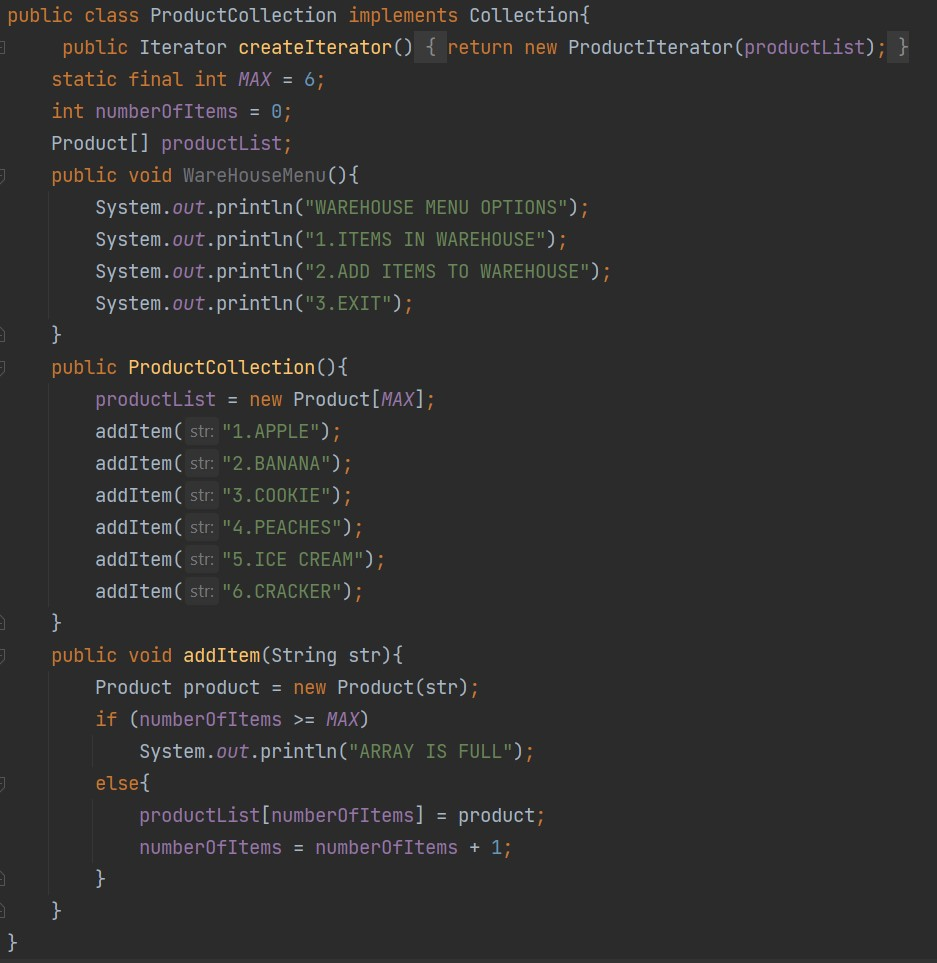 public class ProductCollection implements Collection{
     public Iterator createIterator() { return new ProductIterator(productList); }
    static final int MAX = 6;
    int numberOfItems = 0;
    Product[] productList;
    public void WareHouseMenu(){
        System.out.println("WAREHOUSE MENU OPTIONS");
        System.out.println("1.ITEMS IN WAREHOUSE");
        System.out.println("2.ADD ITEMS TO WAREHOUSE");
        System.out.println("3.EXIT");
    }
    public ProductCollection(){
        productList = new Product[MAX];
        addItem( str: "1.APPLE");
        addItem( str: "2.BANANA");
        addItem( str: "3.COOKIE");
        addItem( str: "4.PEACHES");
        addItem( str: "5.ICE CREAM");
        addItem( str: "6.CRACKER");
    }
    public void addItem(String str){
        Product product = new Product(str);
        if (numberOfItems >= MAX)
            System.out.println("ARRAY IS FULL");
        else{
            productList[numberOfItems] = product;
            numberOfItems = numberOfItems + 1;
        }
    }
}